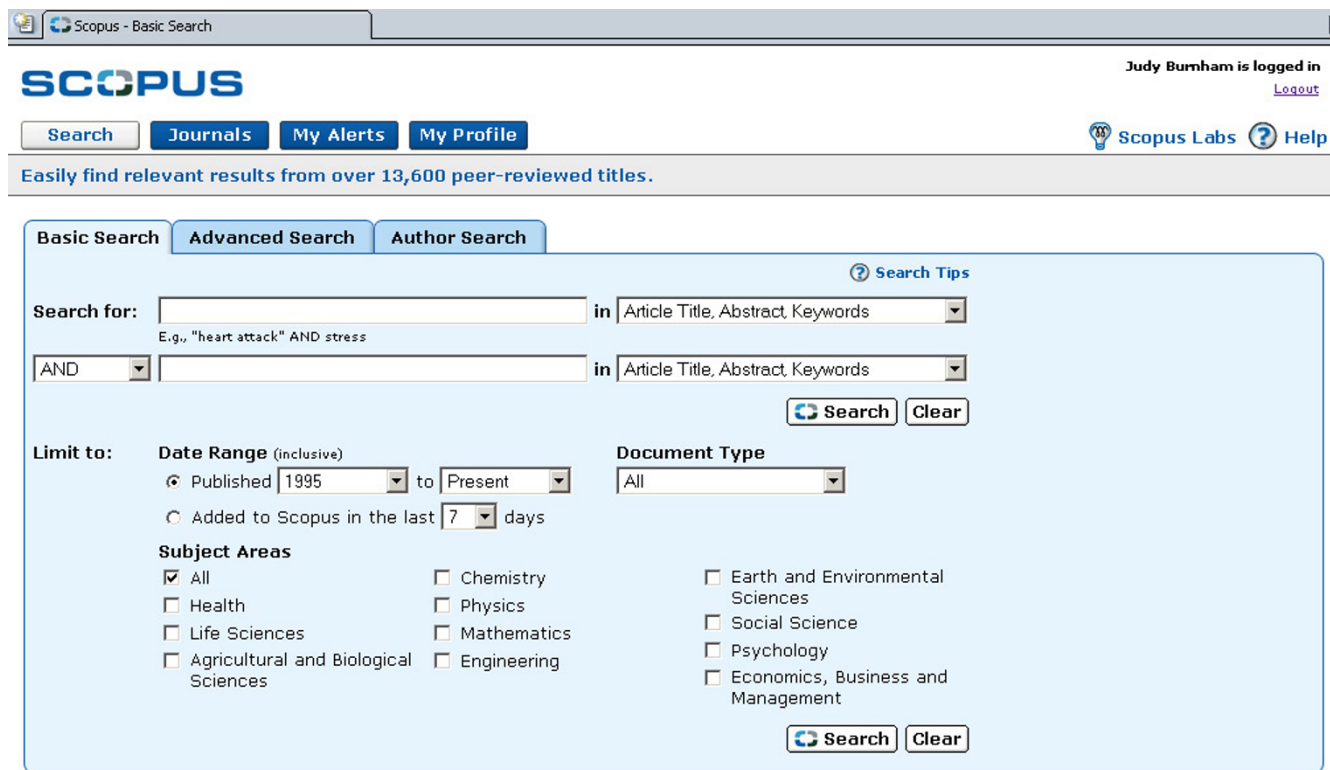 Scopus - Basic Search
Judy Burnham is logged in
SCOPUS
Logout
Search Journals My Alerts My Profile
Scopus Labs ? Help
Easily find relevant results from over 13,600 peer-reviewed titles.
Basic Search Advanced Search Author Search
? Search Tips
Search for: in Article Title, Abstract, Keywords
E.g., "heart attack" AND stress
AND in Article Title, Abstract, Keywords
Search Clear
Limit to: Date Range (inclusive) Document Type
Published 1995 to Present All
Added to Scopus in the last 7 days
Subject Areas
All Chemistry Earth and Environmental
Sciences
Health Physics
Social Science
Life Sciences Mathematics
Psychology
Agricultural and Biological Engineering
Sciences
Economics, Business and
Management
Search Clear